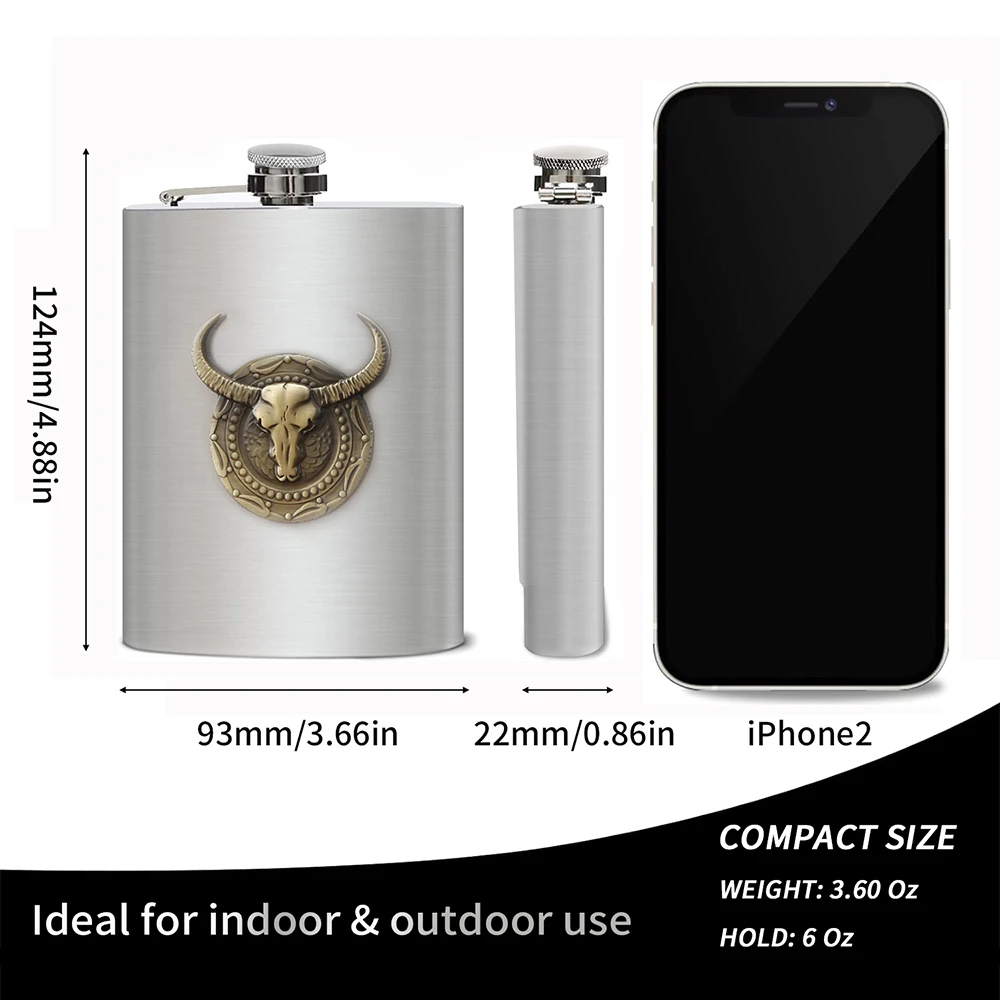 124mm/4.88in
93mm/3.66in
22mm/0.86in
iPhone2
COMPACT SIZE
WEIGHT: 3.60 Oz
HOLD: 6 Oz
Ideal for indoor & outdoor use